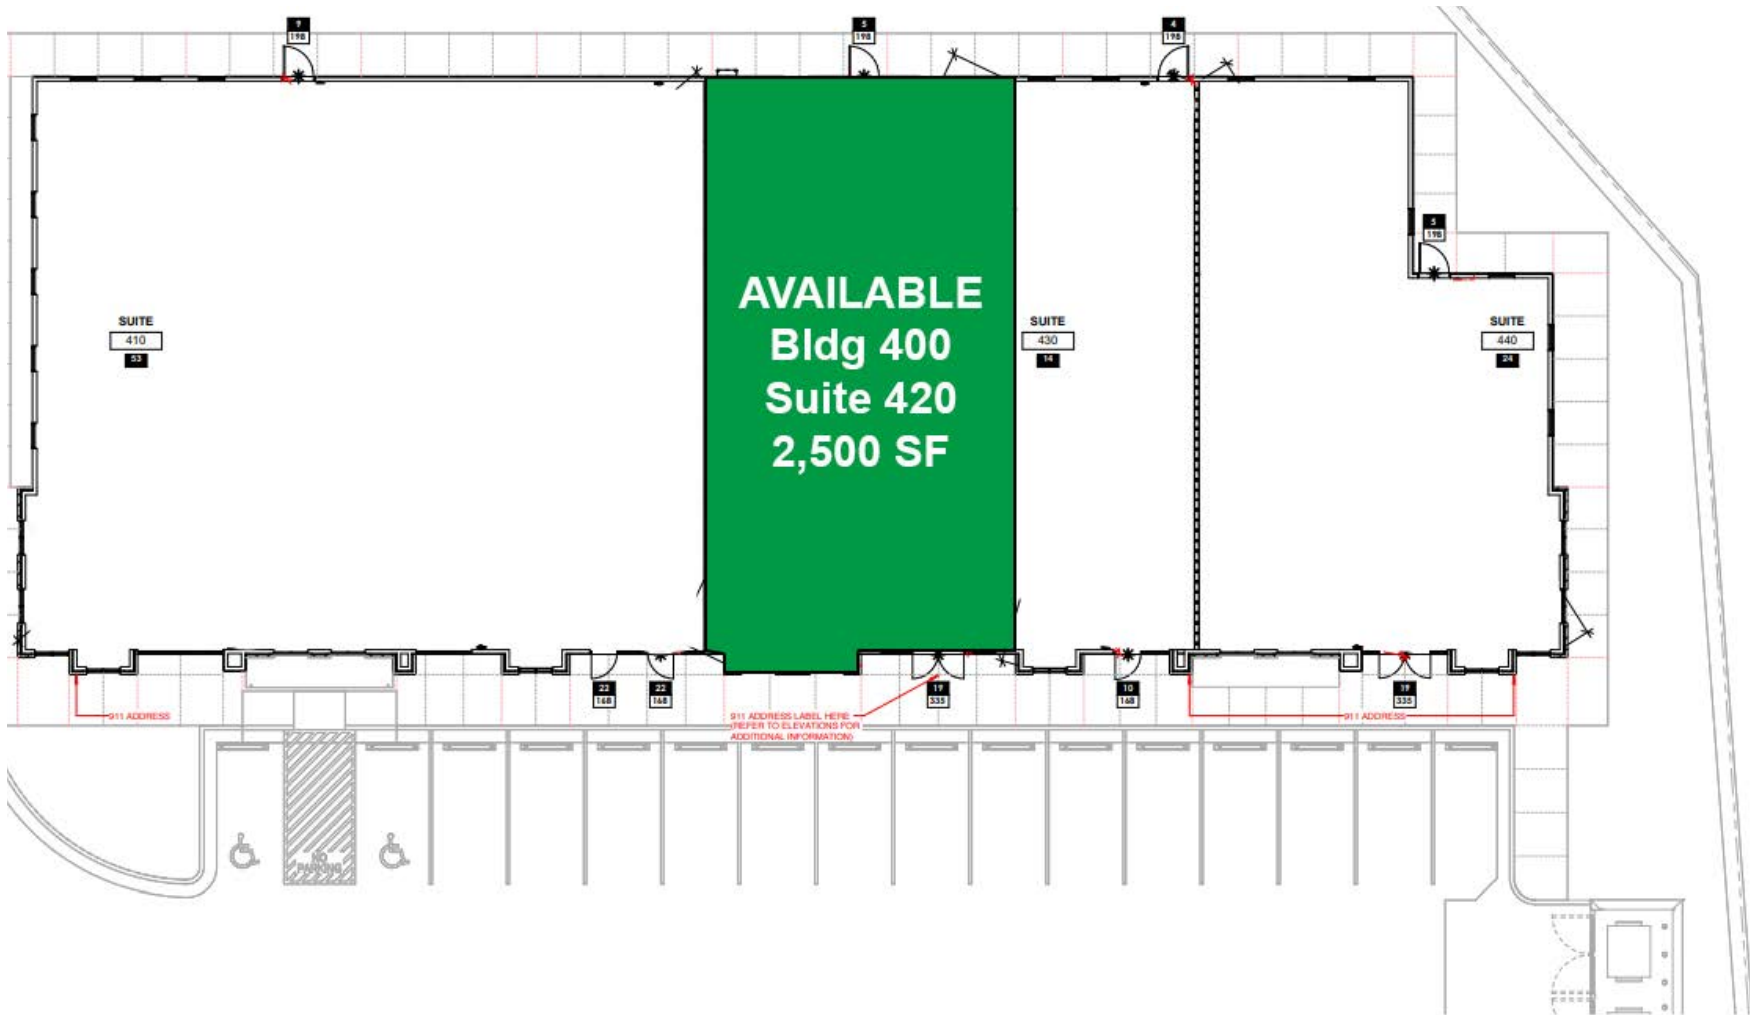 9
198
5
198
4
198
5
198
SUITE
410
53
AVAILABLE
Bldg 400
Suite 420
2,500 SF
SUITE
430
14
SUITE
440
24
22
168
22
168
19
335
10
168
19
335
911 ADDRESS
911 ADDRESS LABEL HERE
(REFER TO ELEVATIONS FOR
ADDITIONAL INFORMATION)
911 ADDRESS
NO
PARKING